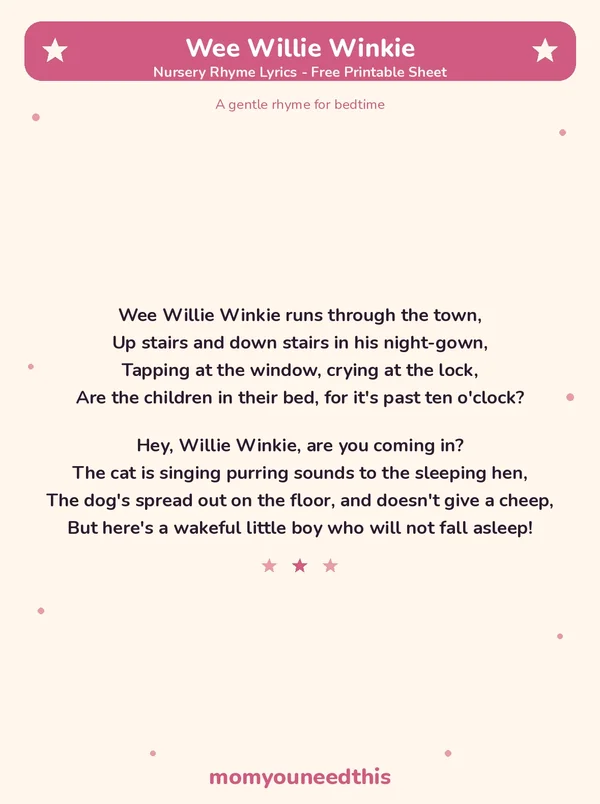 Wee Willie Winkie
Nursery Rhyme Lyrics - Free Printable Sheet
A gentle rhyme for bedtime
Wee Willie Winkie runs through the town,
Up stairs and down stairs in his night-gown,
Tapping at the window, crying at the lock,
Are the children in their bed, for it's past ten o'clock?
Hey, Willie Winkie, are you coming in?
The cat is singing purring sounds to the sleeping hen,
The dog's spread out on the floor, and doesn't give a cheep,
But here's a wakeful little boy who will not fall asleep!
momyouneedthis